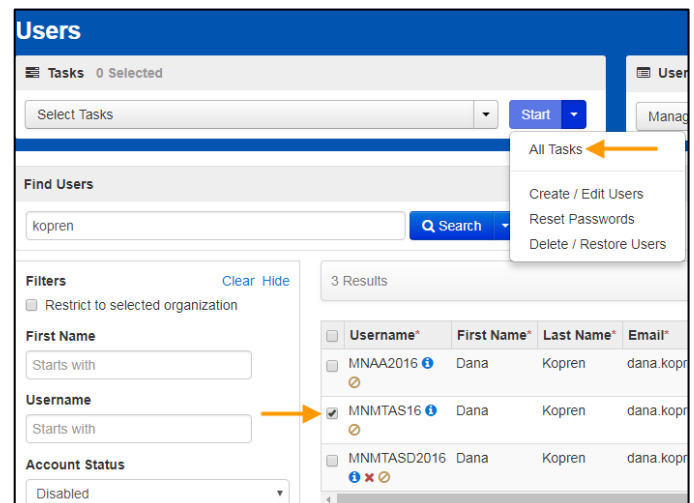 Users
Tasks 0 Selected
User
Select Tasks
Start
Manag
All Tasks
Create / Edit Users
Reset Passwords
Delete / Restore Users
Find Users
kopren
Search
Filters Clear Hide
Restrict to selected organization
First Name
Starts with
Username
Starts with
Account Status
Disabled
3 Results
Username* First Name* Last Name* Email*
MNAA2016 Dana Kopren dana.kopr
MNMTAS16 Dana Kopren dana.kopr
MNMTASD2016 Dana Kopren dana.kopr